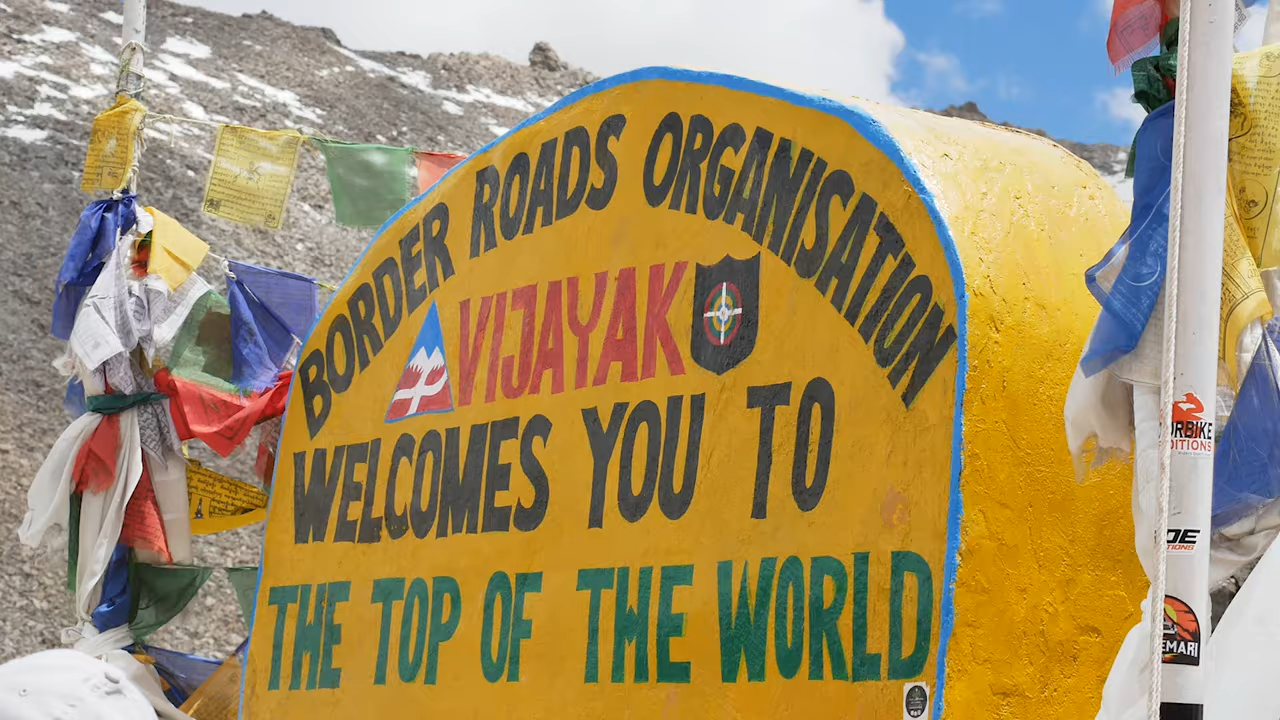 BORDER ROADS ORGANISATION
VIJAYAK
WELCOMES YOU TO
THE TOP OF THE WORLD